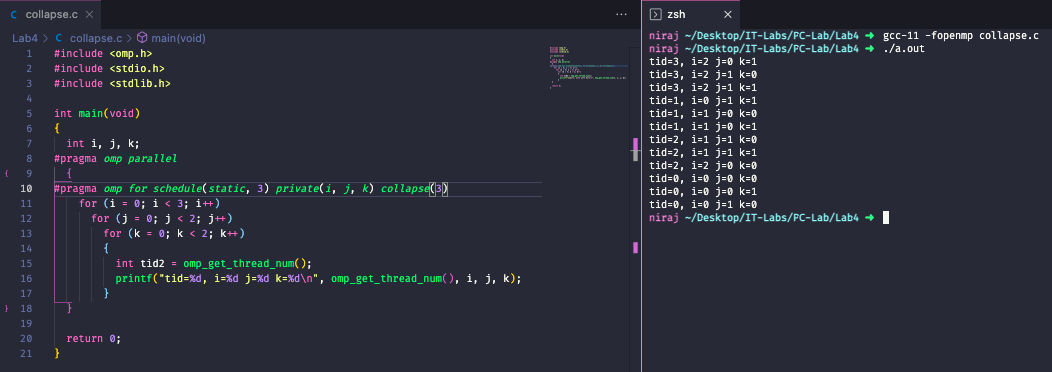 collapse.c
Lab4 > C collapse.c > main(void)
1 #include <omp.h>
2 #include <stdio.h>
3 #include <stdlib.h>
4
5 int main(void)
6 {
7 int i, j, k;
8 #pragma omp parallel
9 {
10 #pragma omp for schedule(static, 3) private(i, j, k) collapse(3)
11 for (i = 0; i < 3; i++)
12 for (j = 0; j < 2; j++)
13 for (k = 0; k < 2; k++)
14 {
15 int tid2 = omp_get_thread_num();
16 printf("tid=%d, i=%d j=%d k=%d\n", omp_get_thread_num(), i, j, k);
17 }
18 }
19
20 return 0;
21 }
zsh
niraj ~/Desktop/IT-Labs/PC-Lab/Lab4 ➜ gcc-11 -fopenmp collapse.c
niraj ~/Desktop/IT-Labs/PC-Lab/Lab4 ➜ ./a.out
tid=3, i=2 j=0 k=1
tid=3, i=2 j=1 k=0
tid=3, i=2 j=1 k=1
tid=1, i=0 j=1 k=1
tid=1, i=1 j=0 k=0
tid=1, i=1 j=0 k=1
tid=2, i=1 j=1 k=0
tid=2, i=1 j=1 k=1
tid=2, i=2 j=0 k=0
tid=0, i=0 j=0 k=0
tid=0, i=0 j=0 k=1
tid=0, i=0 j=1 k=0
niraj ~/Desktop/IT-Labs/PC-Lab/Lab4 ➜